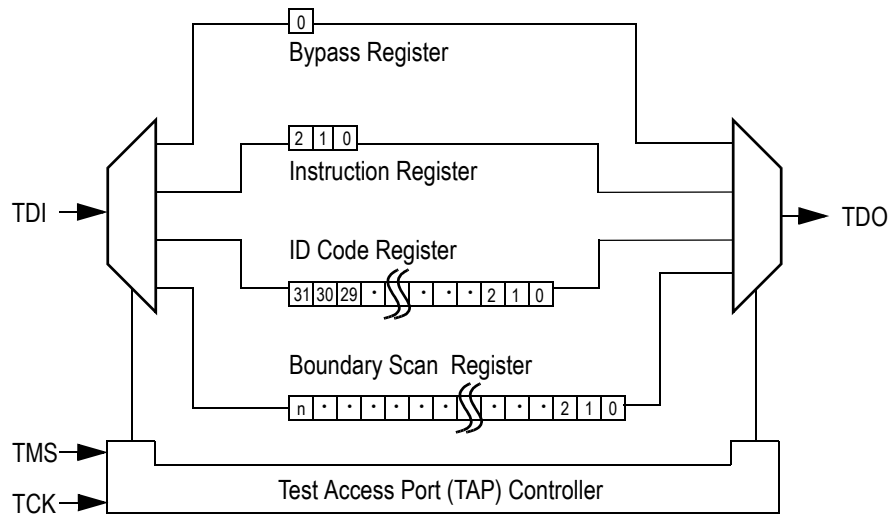 0
Bypass Register
2 1 0
Instruction Register
TDI
TDO
ID Code Register
31 30 29 · · · · 2 1 0
Boundary Scan Register
n · · · · · · · · · 2 1 0
TMS
TCK
Test Access Port (TAP) Controller